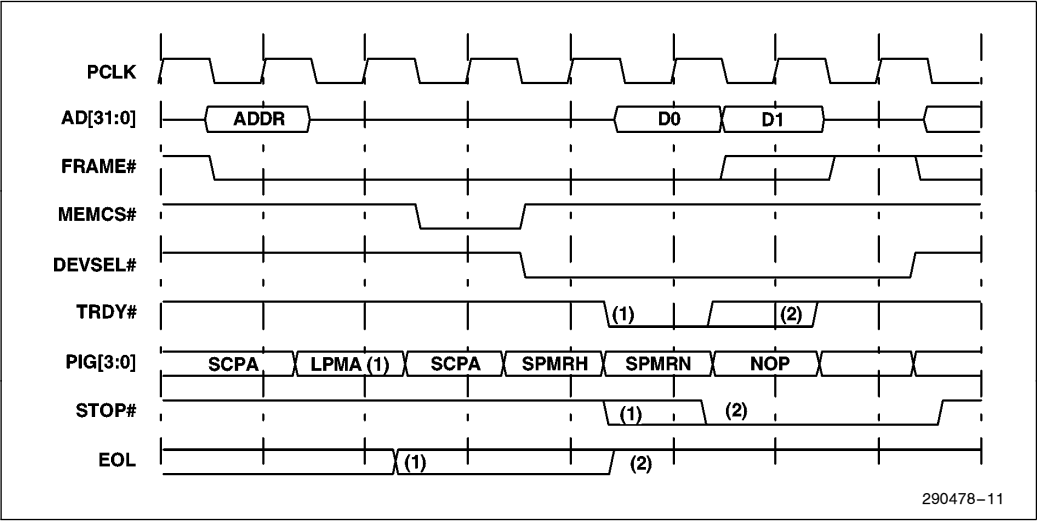 PCLK
AD[31:0] ADDR D0 D1
FRAME#
MEMCS#
DEVSEL#
TRDY# (1) (2)
PIG[3:0] SCPA LPMA (1) SCPA SPMRH SPMRN NOP
STOP# (1) (2)
EOL (1) (2)
290478–11